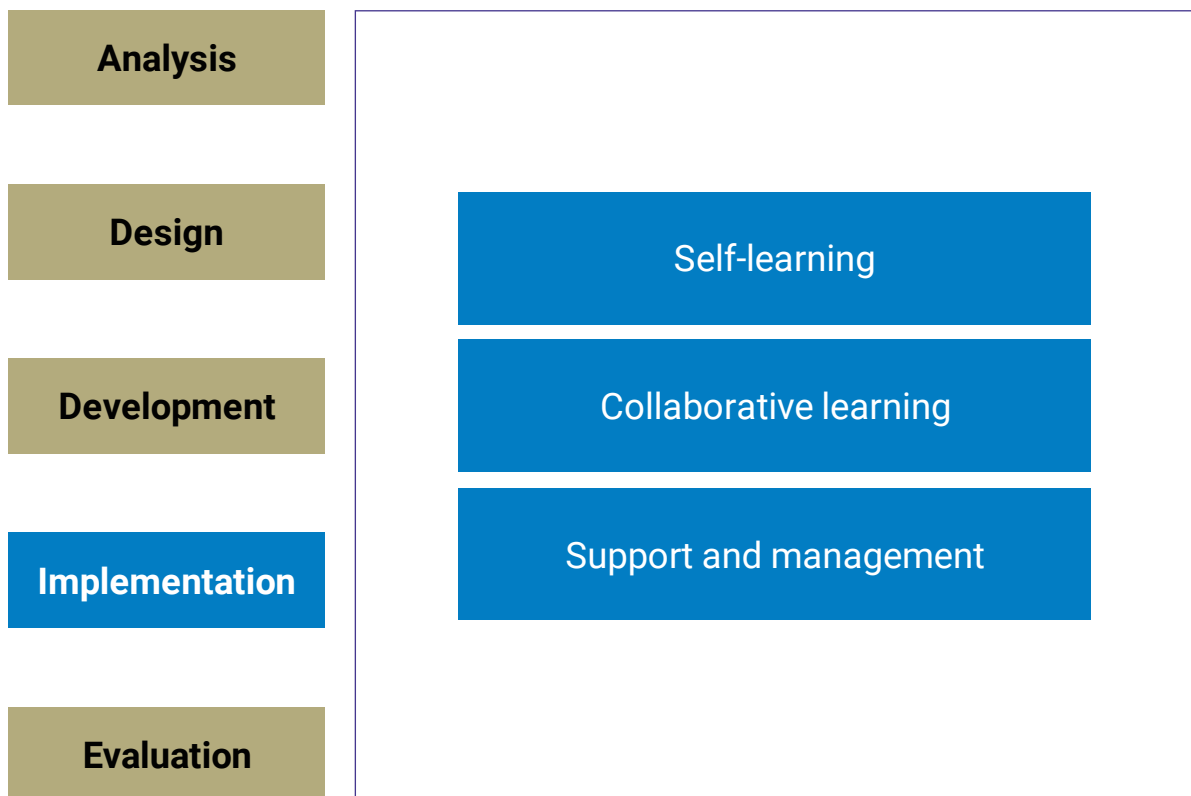 Analysis
Design
Development
Implementation
Evaluation
Self-learning
Collaborative learning
Support and management